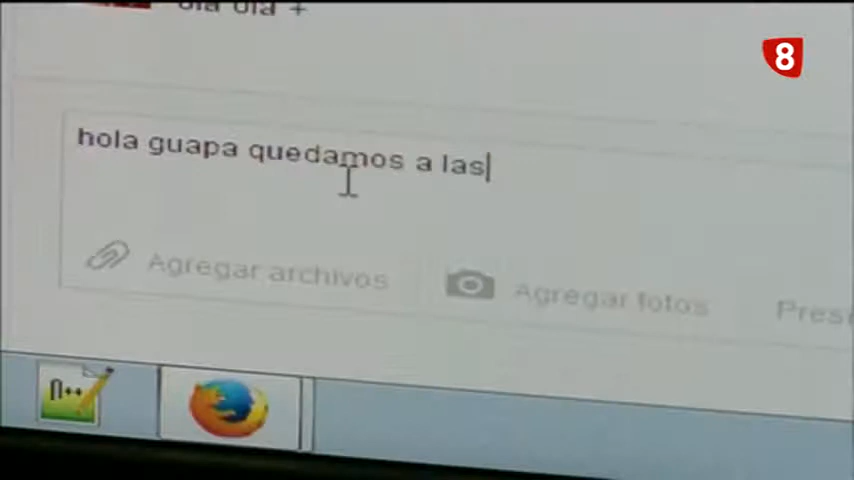 8
hola guapa quedamos a las
Agregar archivos
Agregar fotos
n++